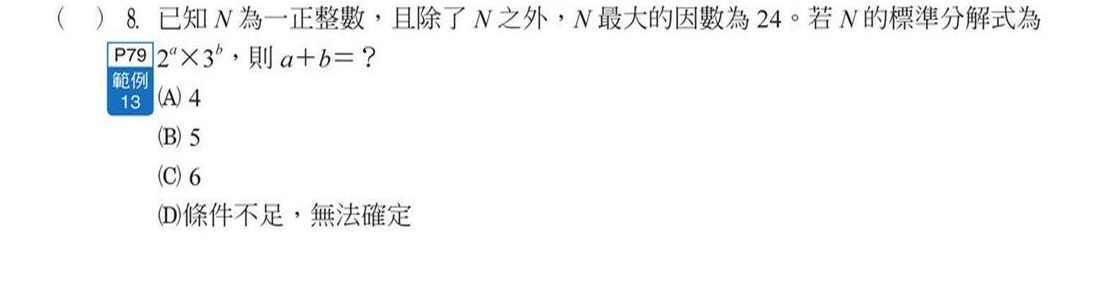 ( ) 8. 已知 N 為一正整數，且除了 N 之外，N 最大的因數為 24。若 N 的標準分解式為
P79 2ᵃ×3ᵇ，則 a＋b＝？
範例
13 (A) 4
(B) 5
(C) 6
(D)條件不足，無法確定